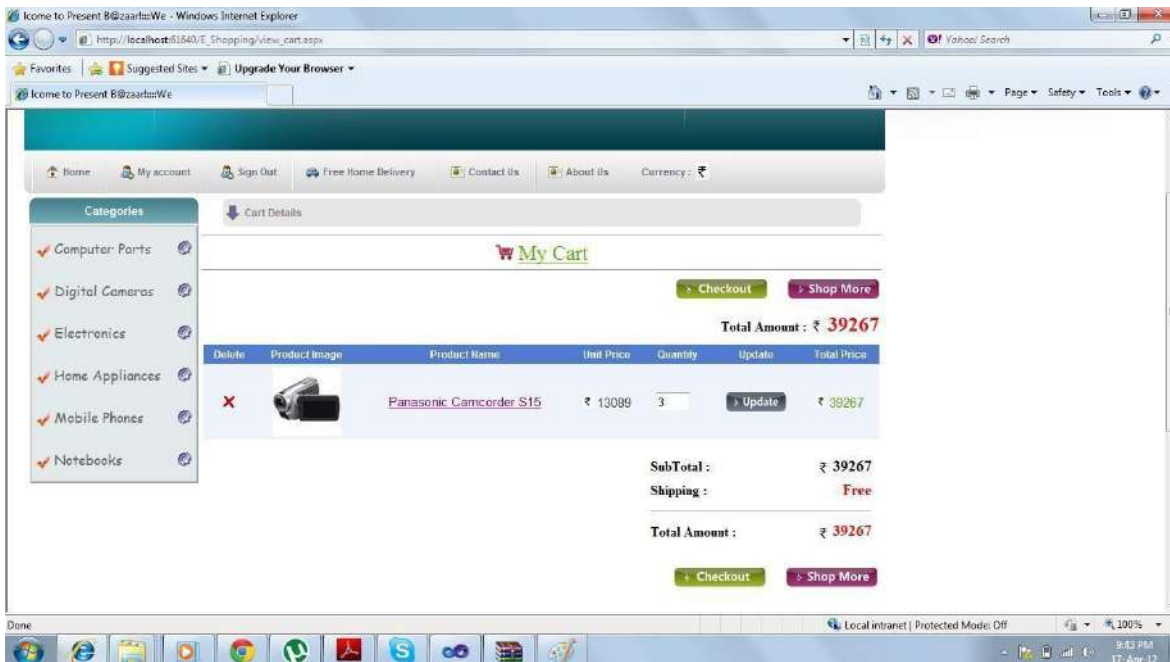 lcome to Present B@zaar!:::We - Windows Internet Explorer
http://localhost:61640/E_Shopping/view_cart.aspx
Yahoo! Search
Favorites Suggested Sites Upgrade Your Browser
lcome to Present B@zaar!:::We
Page Safety Tools
Home My account Sign Out Free Home Delivery Contact Us About Us Currency : ₹
Categories
Cart Details
Computer Parts
Digital Cameras
Electronics
Home Appliances
Mobile Phones
Notebooks
My Cart
Checkout Shop More
Total Amount : ₹ 39267
Delete Product Image Product Name Unit Price Quantity Update Total Price
Panasonic Camcorder S15 ₹ 13089 3 Update ₹ 39267
SubTotal : ₹ 39267
Shipping : Free
Total Amount : ₹ 39267
Checkout Shop More
Done
Local intranet | Protected Mode: Off
100%
9:43 PM
17-Apr-12